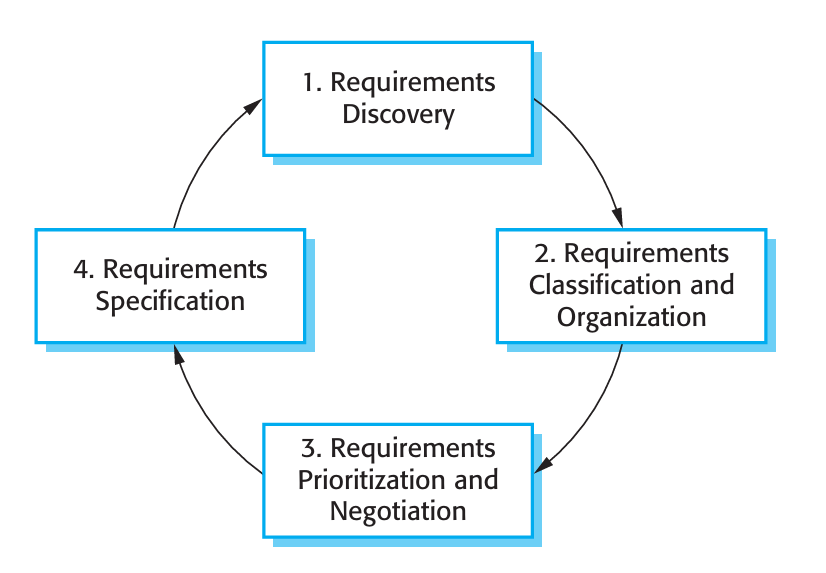 1. Requirements
Discovery
2. Requirements
Classification and
Organization
3. Requirements
Prioritization and
Negotiation
4. Requirements
Specification